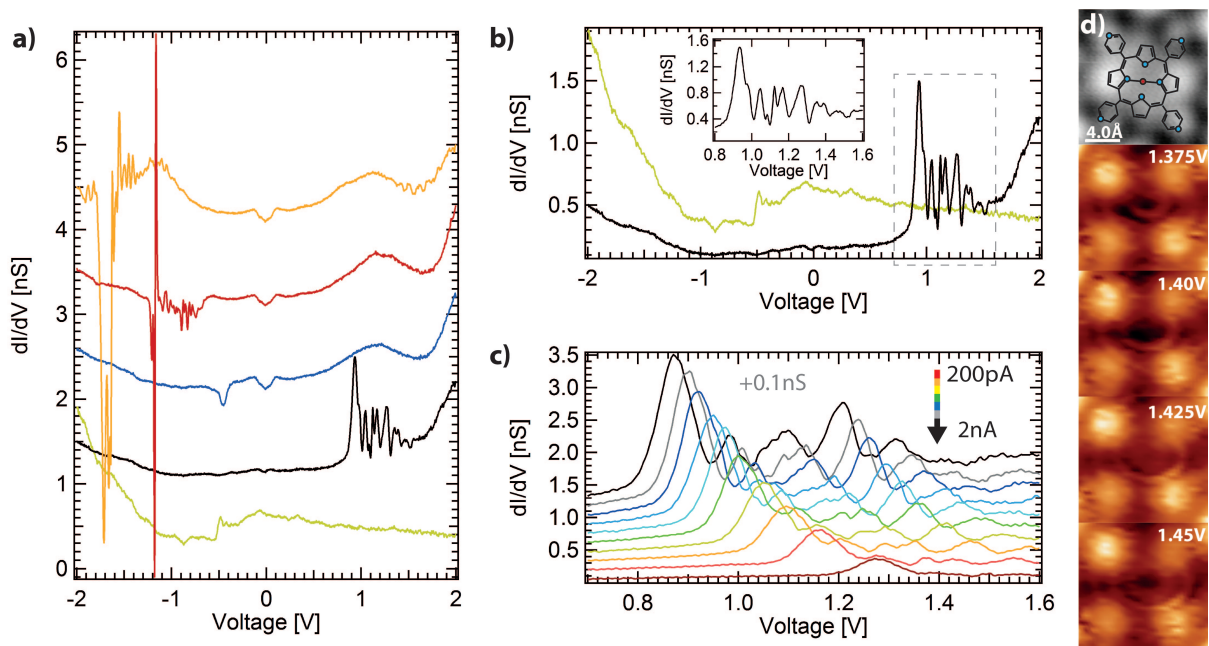 a)
6
5
4
3
2
1
0
dI/dV [nS]
-2
-1
0
1
2
Voltage [V]
b)
1.5
1.0
0.5
dI/dV [nS]
-2
-1
0
1
2
Voltage [V]
1.6
1.2
0.8
0.4
dI/dV [nS]
0.8
1.0
1.2
1.4
1.6
Voltage [V]
c)
3.5
3.0
2.5
2.0
1.5
1.0
0.5
dI/dV [nS]
+0.1nS
200pA
2nA
0.8
1.0
1.2
1.4
1.6
Voltage [V]
d)
4.0Å
1.375V
1.40V
1.425V
1.45V